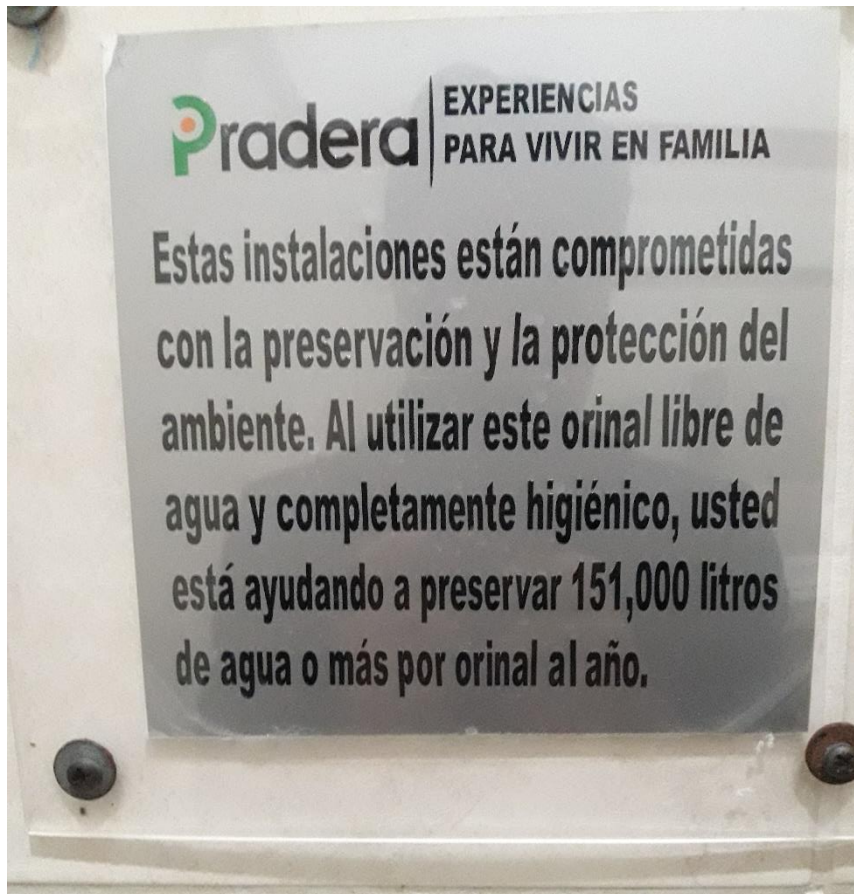 Pradera
EXPERIENCIAS
PARA VIVIR EN FAMILIA
Estas instalaciones están comprometidas
con la preservación y la protección del
ambiente. Al utilizar este orinal libre de
agua y completamente higiénico, usted
está ayudando a preservar 151,000 litros
de agua o más por orinal al año.